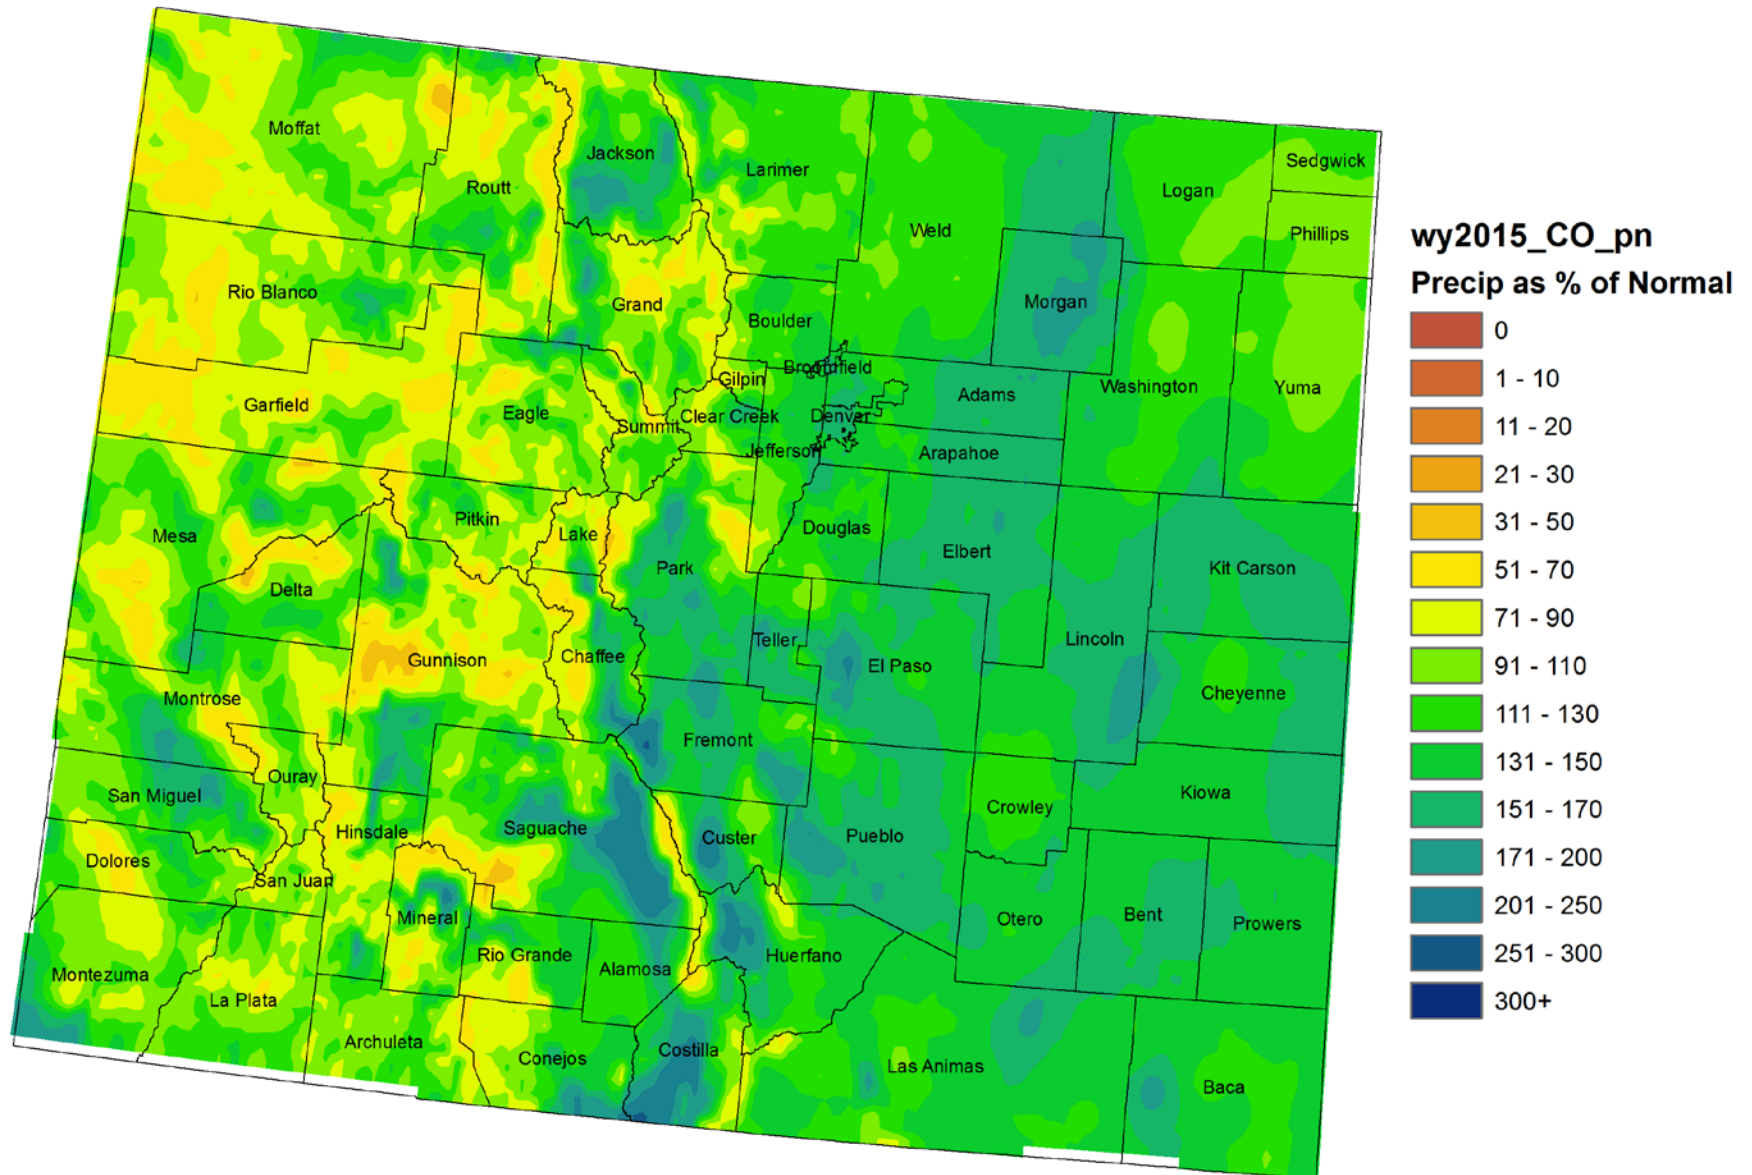 Moffat
Routt
Jackson
Larimer
Weld
Logan
Sedgwick
Phillips
Rio Blanco
Grand
Boulder
Morgan
Washington
Yuma
Broomfield
Gilpin
Garfield
Eagle
Summit
Clear Creek
Denver
Adams
Jefferson
Arapahoe
Mesa
Pitkin
Lake
Park
Douglas
Elbert
Kit Carson
Delta
Gunnison
Chaffee
Teller
El Paso
Lincoln
Cheyenne
Montrose
Fremont
Ouray
San Miguel
Hinsdale
Saguache
Custer
Pueblo
Crowley
Kiowa
Dolores
San Juan
Mineral
Rio Grande
Alamosa
Huerfano
Otero
Bent
Prowers
Montezuma
La Plata
Archuleta
Conejos
Costilla
Las Animas
Baca
wy2015_CO_pn
Precip as % of Normal
0
1 - 10
11 - 20
21 - 30
31 - 50
51 - 70
71 - 90
91 - 110
111 - 130
131 - 150
151 - 170
171 - 200
201 - 250
251 - 300
300+